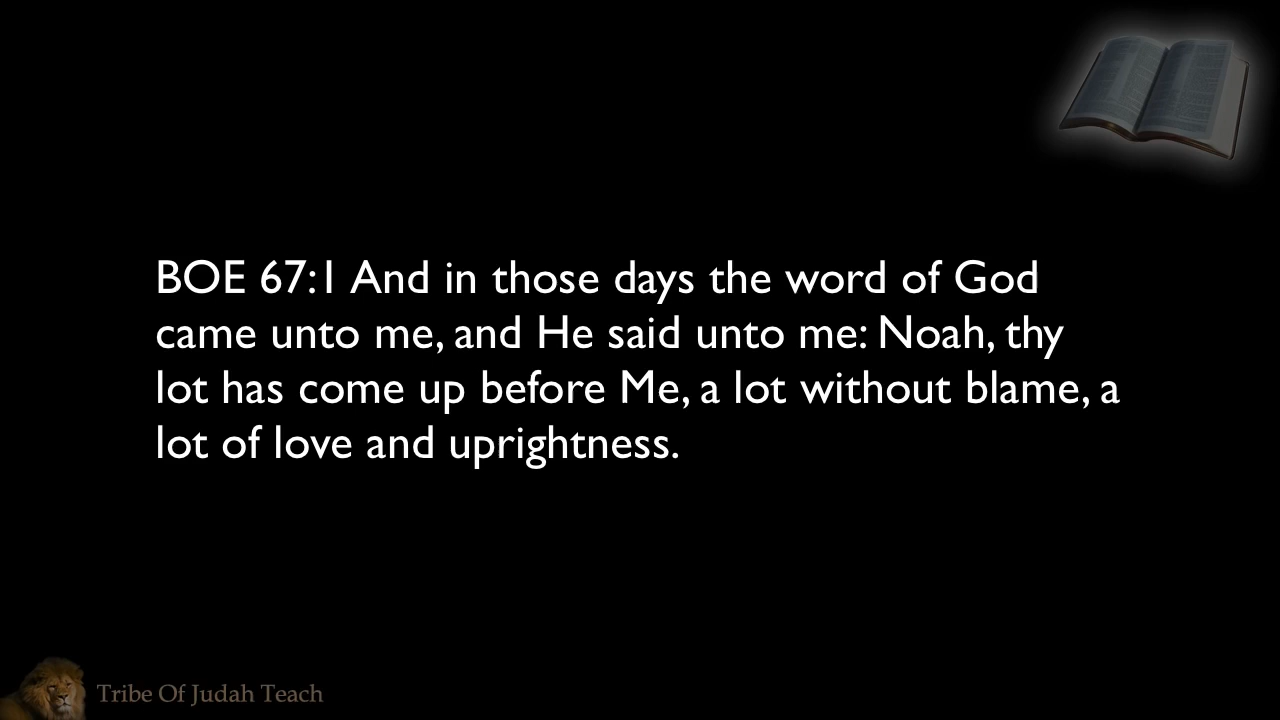 BOE 67:1 And in those days the word of God
came unto me, and He said unto me: Noah, thy
lot has come up before Me, a lot without blame, a
lot of love and uprightness.
Tribe Of Judah Teach